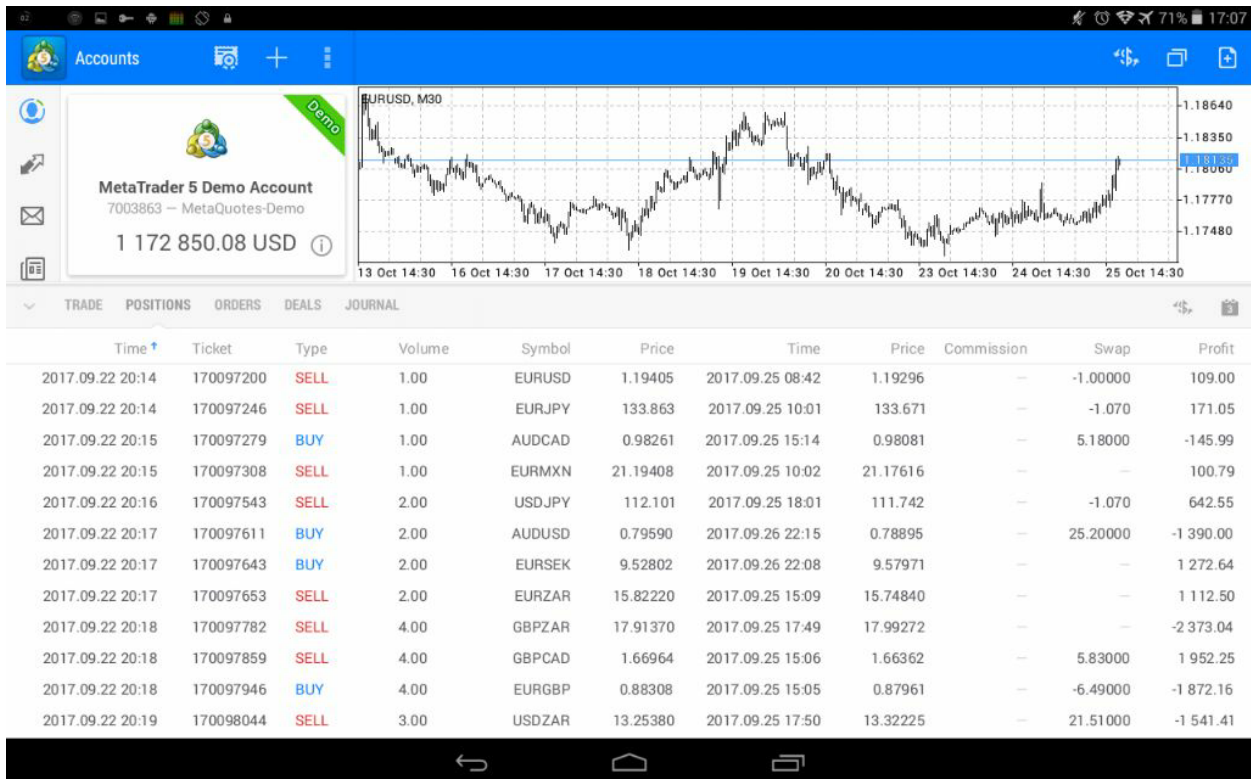 71% 17:07
Accounts
Demo
MetaTrader 5 Demo Account
7003863 — MetaQuotes-Demo
1 172 850.08 USD
EURUSD, M30
1.18640
1.18350
1.18135
1.18060
1.17770
1.17480
13 Oct 14:30 16 Oct 14:30 17 Oct 14:30 18 Oct 14:30 19 Oct 14:30 20 Oct 14:30 23 Oct 14:30 24 Oct 14:30 25 Oct 14:30
TRADE POSITIONS ORDERS DEALS JOURNAL 3
Time Ticket Type Volume Symbol Price Time Price Commission Swap Profit
2017.09.22 20:14 170097200 SELL 1.00 EURUSD 1.19405 2017.09.25 08:42 1.19296 — -1.00000 109.00
2017.09.22 20:14 170097246 SELL 1.00 EURJPY 133.863 2017.09.25 10:01 133.671 — -1.070 171.05
2017.09.22 20:15 170097279 BUY 1.00 AUDCAD 0.98261 2017.09.25 15:14 0.98081 — 5.18000 -145.99
2017.09.22 20:15 170097308 SELL 1.00 EURMXN 21.19408 2017.09.25 10:02 21.17616 — — 100.79
2017.09.22 20:16 170097543 SELL 2.00 USDJPY 112.101 2017.09.25 18:01 111.742 — -1.070 642.55
2017.09.22 20:17 170097611 BUY 2.00 AUDUSD 0.79590 2017.09.26 22:15 0.78895 — 25.20000 -1 390.00
2017.09.22 20:17 170097643 BUY 2.00 EURSEK 9.52802 2017.09.26 22:08 9.57971 — — 1 272.64
2017.09.22 20:17 170097653 SELL 2.00 EURZAR 15.82220 2017.09.25 15:09 15.74840 — — 1 112.50
2017.09.22 20:18 170097782 SELL 4.00 GBPZAR 17.91370 2017.09.25 17:49 17.99272 — — -2 373.04
2017.09.22 20:18 170097859 SELL 4.00 GBPCAD 1.66964 2017.09.25 15:06 1.66362 — 5.83000 1 952.25
2017.09.22 20:18 170097946 BUY 4.00 EURGBP 0.88308 2017.09.25 15:05 0.87961 — -6.49000 -1 872.16
2017.09.22 20:19 170098044 SELL 3.00 USDZAR 13.25380 2017.09.25 17:50 13.32225 — 21.51000 -1 541.41